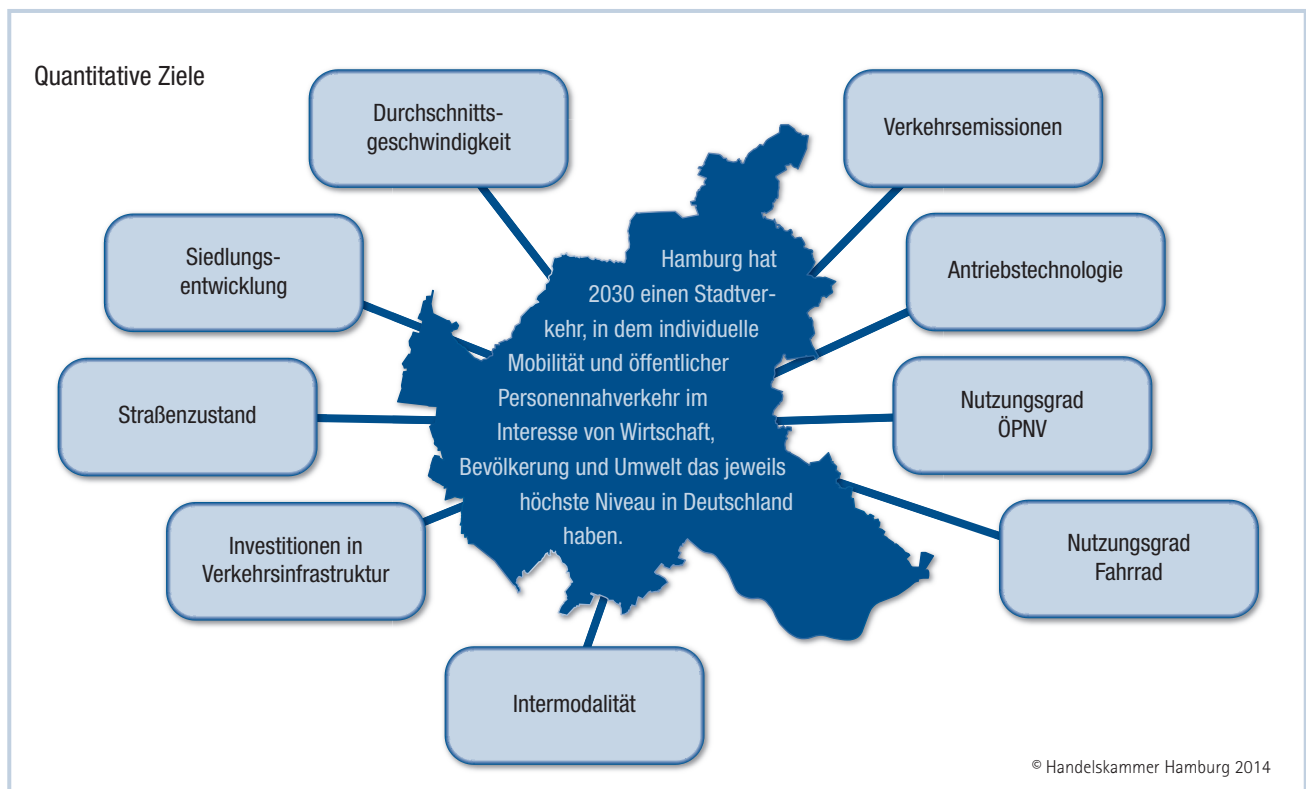 Quantitative Ziele
Durchschnitts-
geschwindigkeit
Verkehrsemissionen
Siedlungs-
entwicklung
Antriebstechnologie
Straßenzustand
Nutzungsgrad
ÖPNV
Investitionen in
Verkehrsinfrastruktur
Nutzungsgrad
Fahrrad
Intermodalität
Hamburg hat
2030 einen Stadtver-
kehr, in dem individuelle
Mobilität und öffentlicher
Personennahverkehr im
Interesse von Wirtschaft,
Bevölkerung und Umwelt das jeweils
höchste Niveau in Deutschland
haben.
© Handelskammer Hamburg 2014